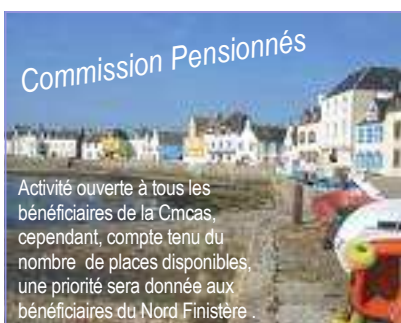 Commission Pensionnés
Activité ouverte à tous les
bénéficiaires de la Cmcas,
cependant, compte tenu du
nombre de places disponibles,
une priorité sera donnée aux
bénéficiaires du Nord Finistère .